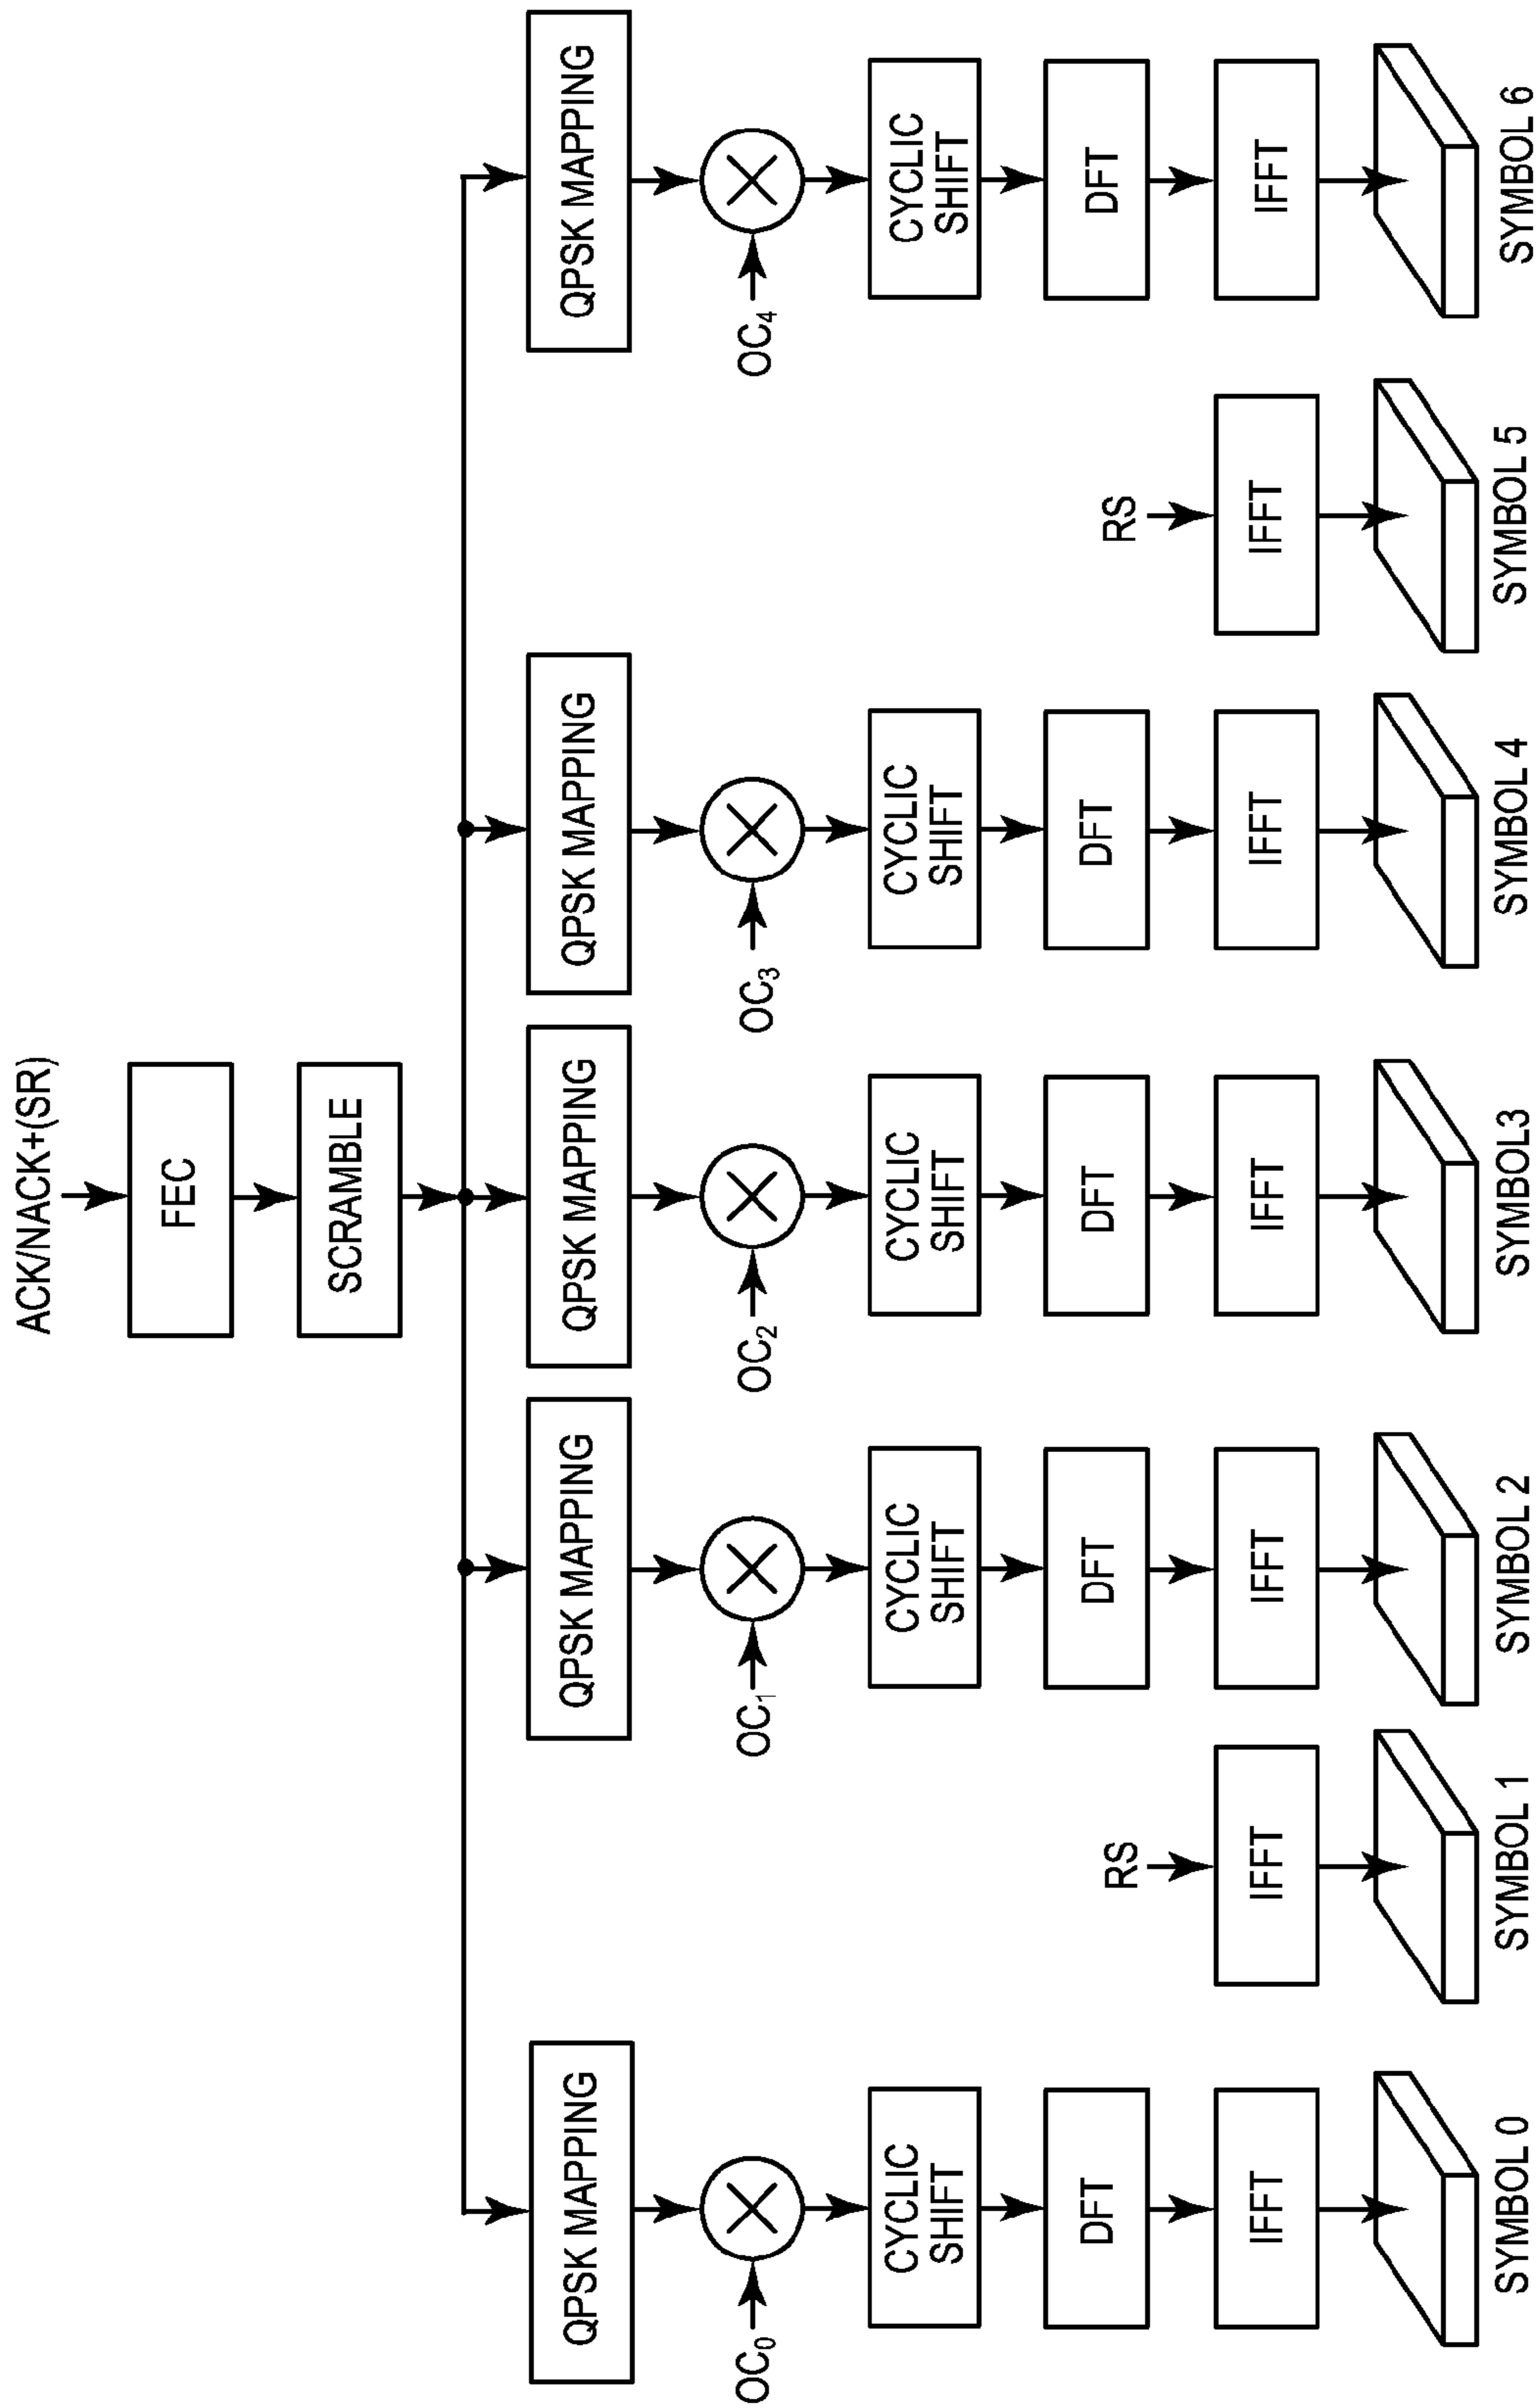 ACK/NACK+(SR)
FEC
SCRAMBLE
QPSK MAPPING
QPSK MAPPING
QPSK MAPPING
QPSK MAPPING
QPSK MAPPING
OC₀
OC₁
OC₂
OC₃
OC₄
CYCLIC
SHIFT
CYCLIC
SHIFT
CYCLIC
SHIFT
CYCLIC
SHIFT
CYCLIC
SHIFT
RS
RS
DFT
DFT
DFT
DFT
DFT
IFFT
IFFT
IFFT
IFFT
IFFT
IFFT
IFFT
SYMBOL 0
SYMBOL 1
SYMBOL 2
SYMBOL3
SYMBOL 4
SYMBOL 5
SYMBOL 6